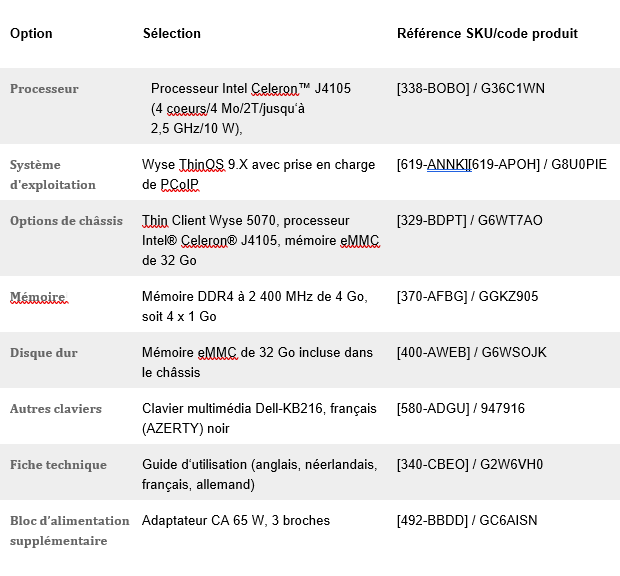 Option Sélection Référence SKU/code produit
Processeur Processeur Intel Celeron™ J4105 [338-BOBO] / G36C1WN
(4 coeurs/4 Mo/2T/jusqu'à
2,5 GHz/10 W),
Système Wyse ThinOS 9.X avec prise en charge [619-ANNK][619-APOH] / G8U0PIE
d'exploitation de PCoIP
Options de châssis Thin Client Wyse 5070, processeur [329-BDPT] / G6WT7AO
Intel® Celeron® J4105, mémoire eMMC
de 32 Go
Mémoire Mémoire DDR4 à 2 400 MHz de 4 Go, [370-AFBG] / GGKZ905
soit 4 x 1 Go
Disque dur Mémoire eMMC de 32 Go incluse dans [400-AWEB] / G6WSOJK
le châssis
Autres claviers Clavier multimédia Dell-KB216, français [580-ADGU] / 947916
(AZERTY) noir
Fiche technique Guide d'utilisation (anglais, néerlandais, [340-CBEO] / G2W6VH0
français, allemand)
Bloc d'alimentation Adaptateur CA 65 W, 3 broches [492-BBDD] / GC6AISN
supplémentaire